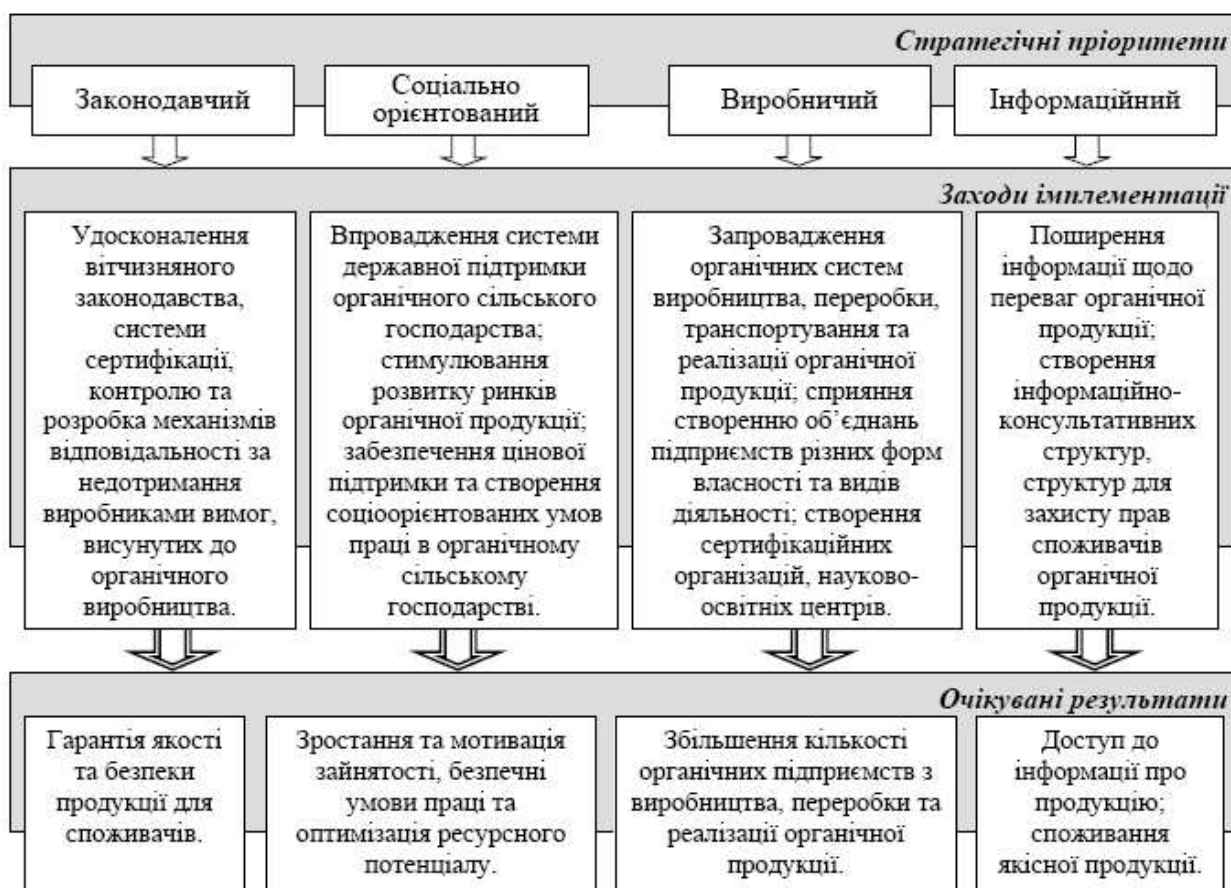 Стратегічні пріоритети
Законодавчий
Соціально
орієнтований
Виробничий
Інформаційний
Заходи імплементації
Удосконалення
вітчизняного
законодавства,
системи
сертифікації,
контролю та
розробка механізмів
відповідальності за
недотримання
виробниками вимог,
висунутих до
органічного
виробництва.
Впровадження системи
державної підтримки
органічного сільського
господарства;
стимулювання
розвитку ринків
органічної продукції;
забезпечення цінової
підтримки та створення
соціоорієнтованих умов
праці в органічному
сільському
господарстві.
Запровадження
органічних систем
виробництва, переробки,
транспортування та
реалізації органічної
продукції; сприяння
створенню об’єднань
підприємств різних форм
власності та видів
діяльності; створення
сертифікаційних
організацій, науково-
освітніх центрів.
Поширення
інформації щодо
переваг органічної
продукції;
створення
інформаційно-
консультативних
структур,
структур для
захисту прав
споживачів
органічної
продукції.
Очікувані результати
Гарантія якості
та безпеки
продукції для
споживачів.
Зростання та мотивація
зайнятості, безпечні
умови праці та
оптимізація ресурсного
потенціалу.
Збільшення кількості
органічних підприємств з
виробництва, переробки та
реалізації органічної
продукції.
Доступ до
інформації про
продукцію;
споживання
якісної продукції.